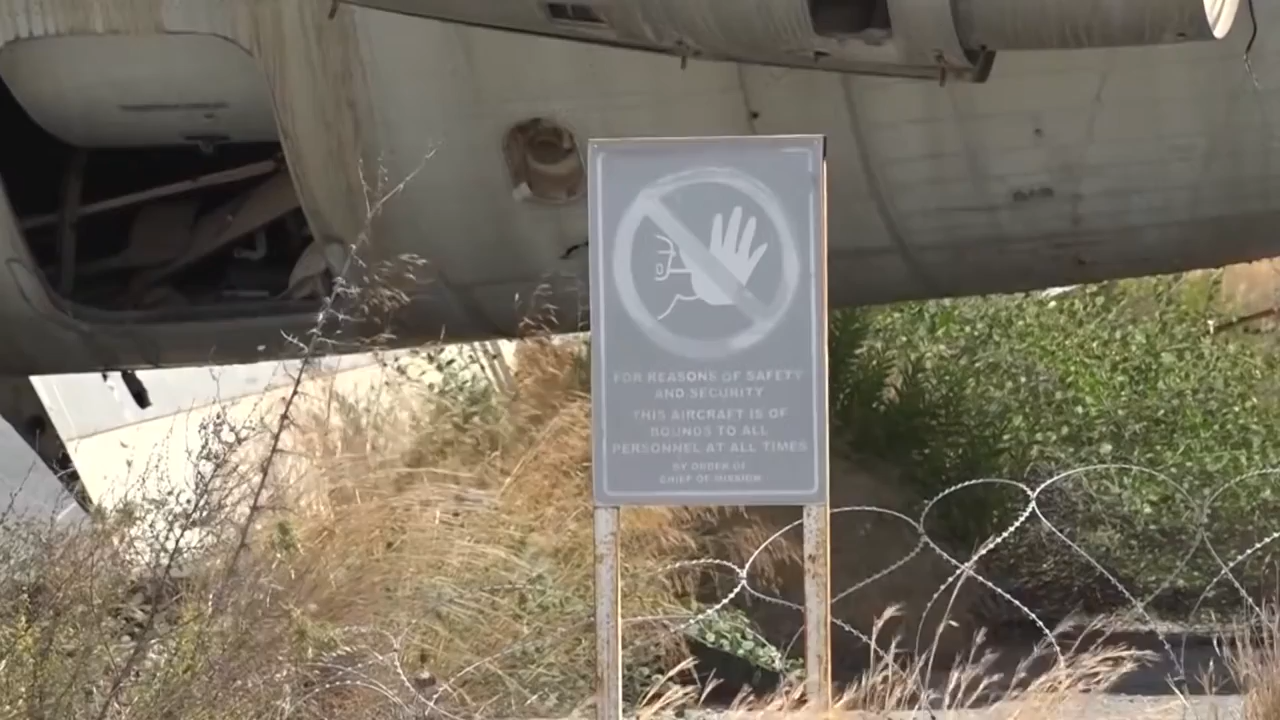 FOR REASONS OF SAFETY
AND SECURITY
THIS AIRCRAFT IS OF
BOUNDS TO ALL
PERSONNEL AT ALL TIMES
BY ORDER OF
CHIEF OF MISSION